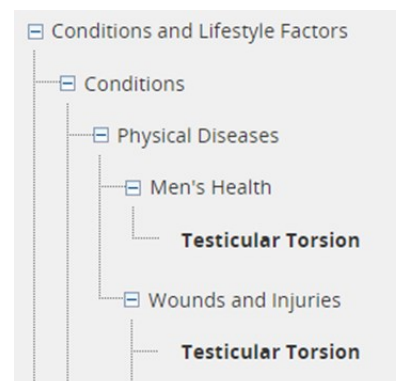 Conditions and Lifestyle Factors
Conditions
Physical Diseases
Men's Health
Testicular Torsion
Wounds and Injuries
Testicular Torsion